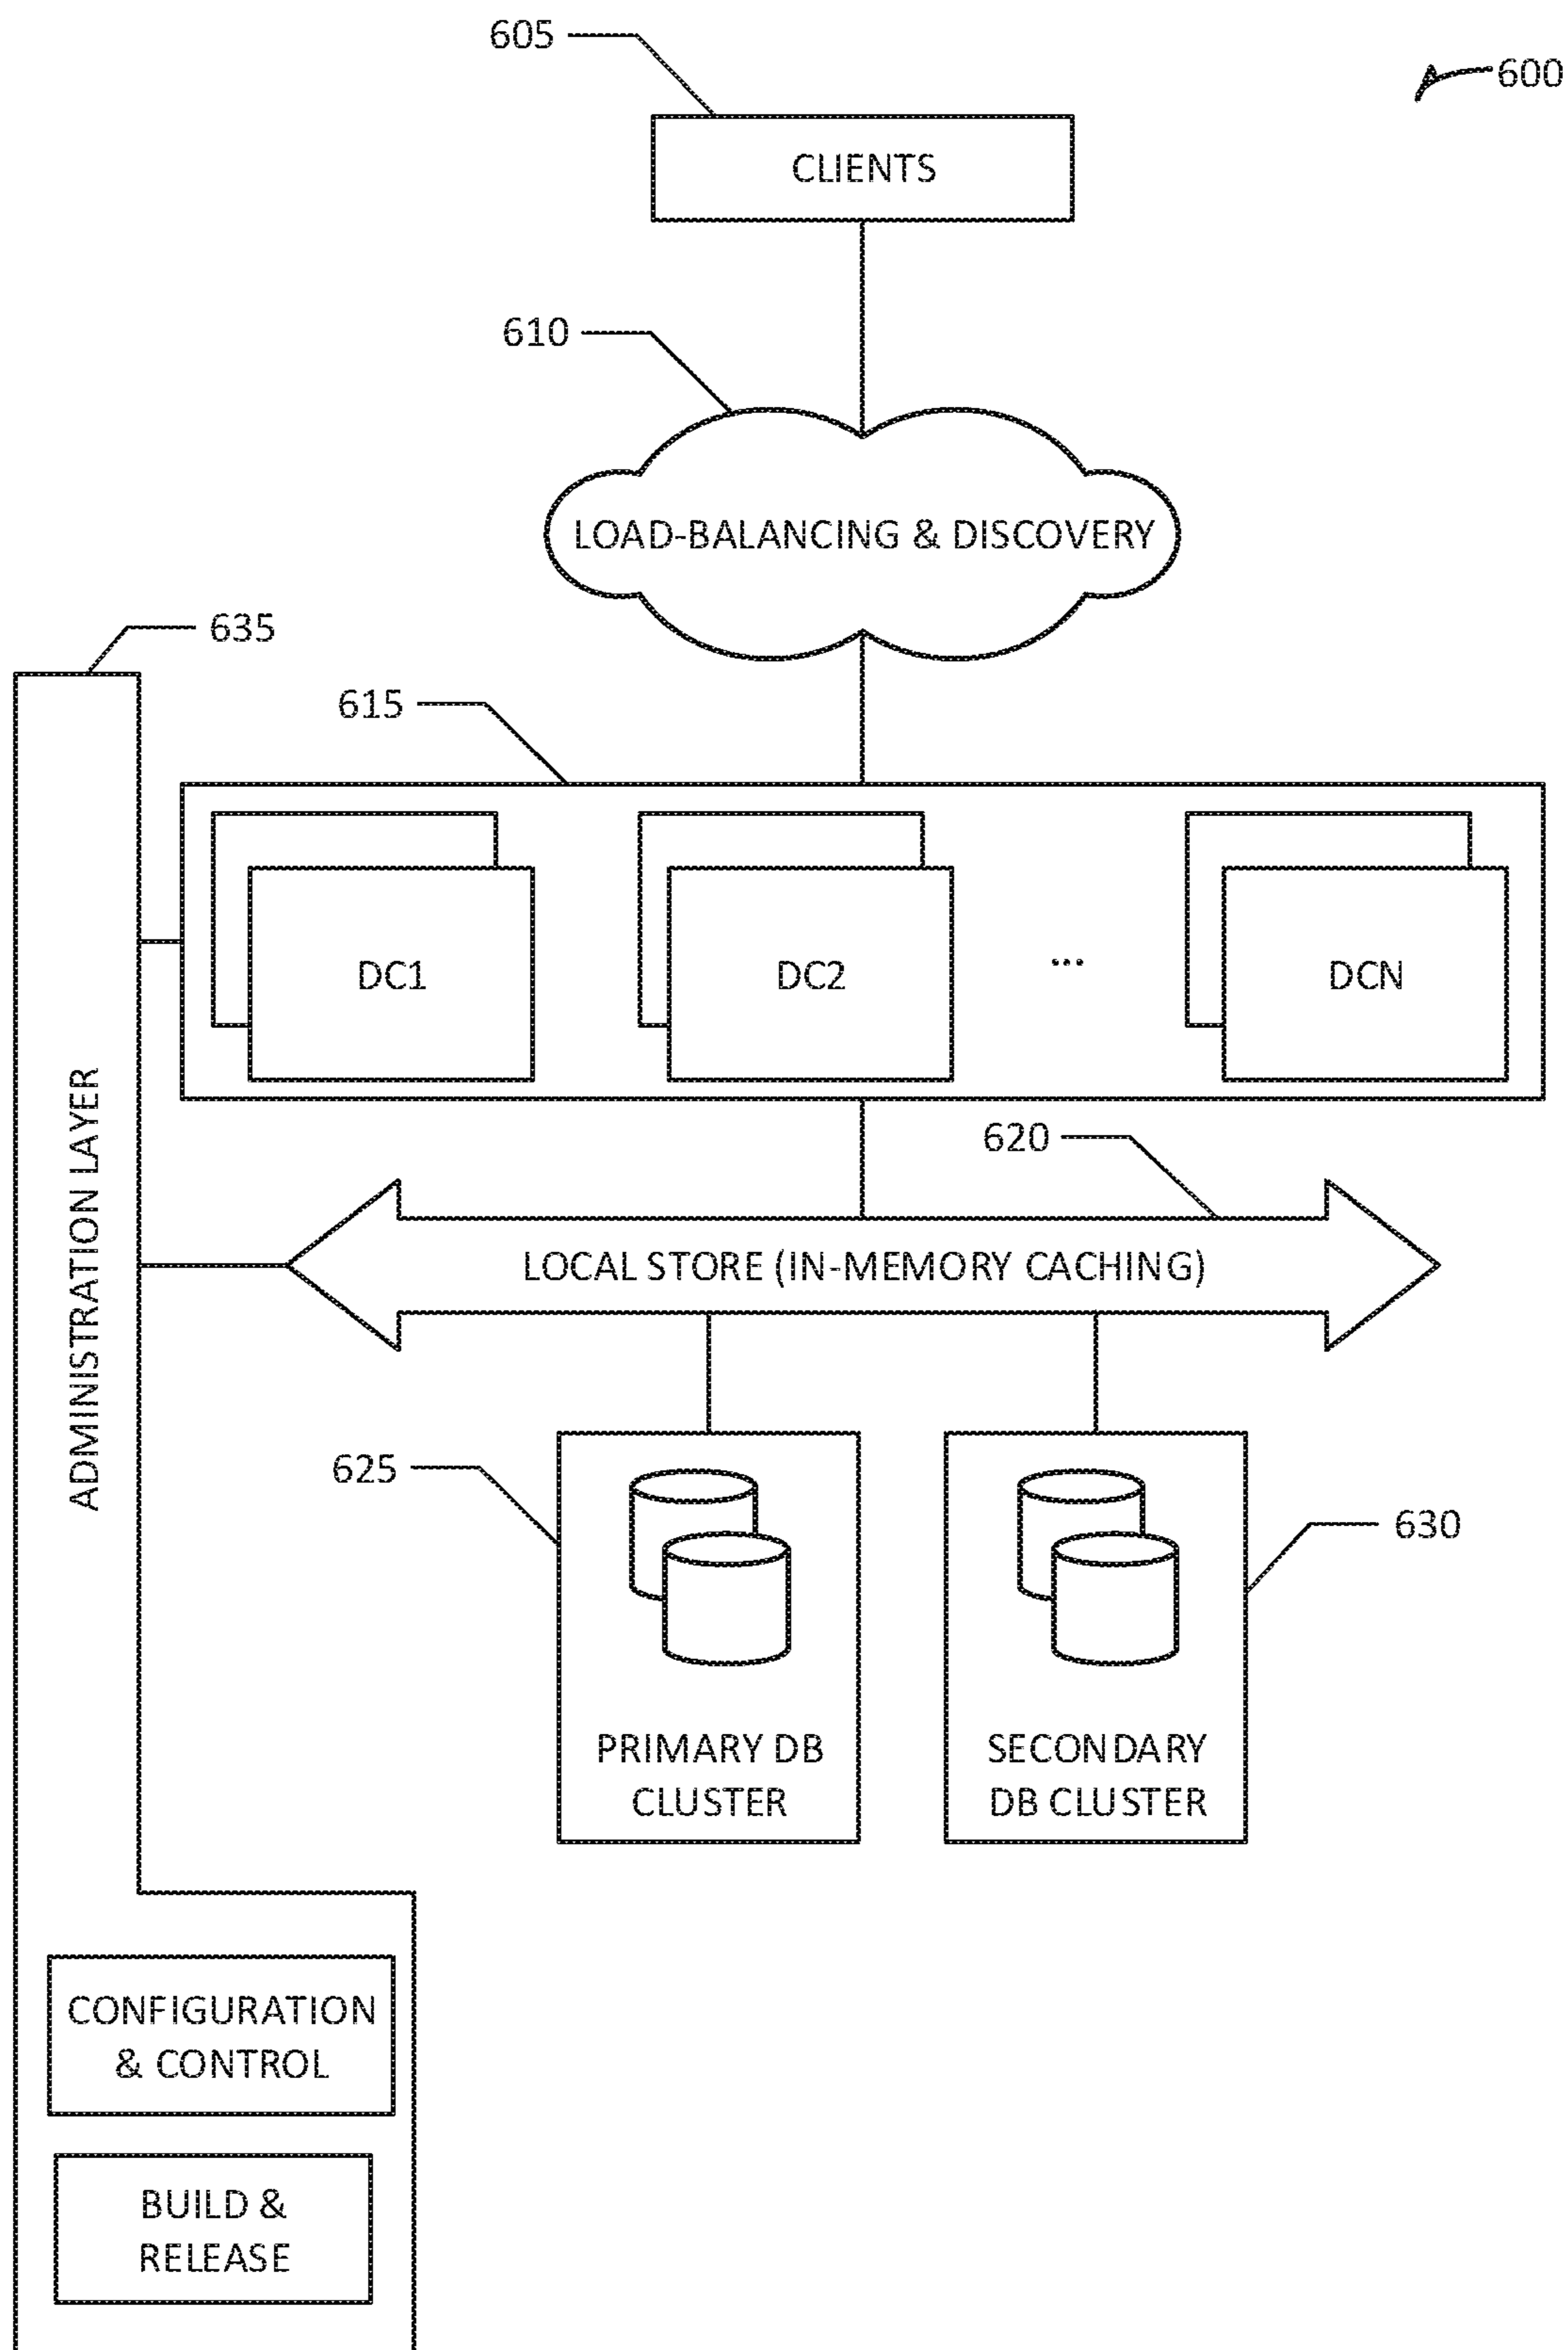 605
600
CLIENTS
610
LOAD-BALANCING & DISCOVERY
635
615
DC1
DC2
...
DCN
620
ADMINISTRATION LAYER
LOCAL STORE (IN-MEMORY CACHING)
625
630
PRIMARY DB
CLUSTER
SECONDARY
DB CLUSTER
CONFIGURATION
& CONTROL
BUILD &
RELEASE